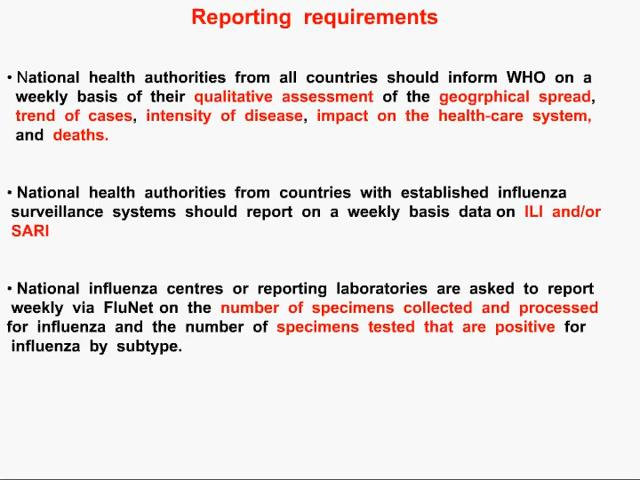 Reporting requirements
• National health authorities from all countries should inform WHO on a
weekly basis of their qualitative assessment of the geogrphical spread,
trend of cases, intensity of disease, impact on the health-care system,
and deaths.
• National health authorities from countries with established influenza
surveillance systems should report on a weekly basis data on ILI and/or
SARI
• National influenza centres or reporting laboratories are asked to report
weekly via FluNet on the number of specimens collected and processed
for influenza and the number of specimens tested that are positive for
influenza by subtype.